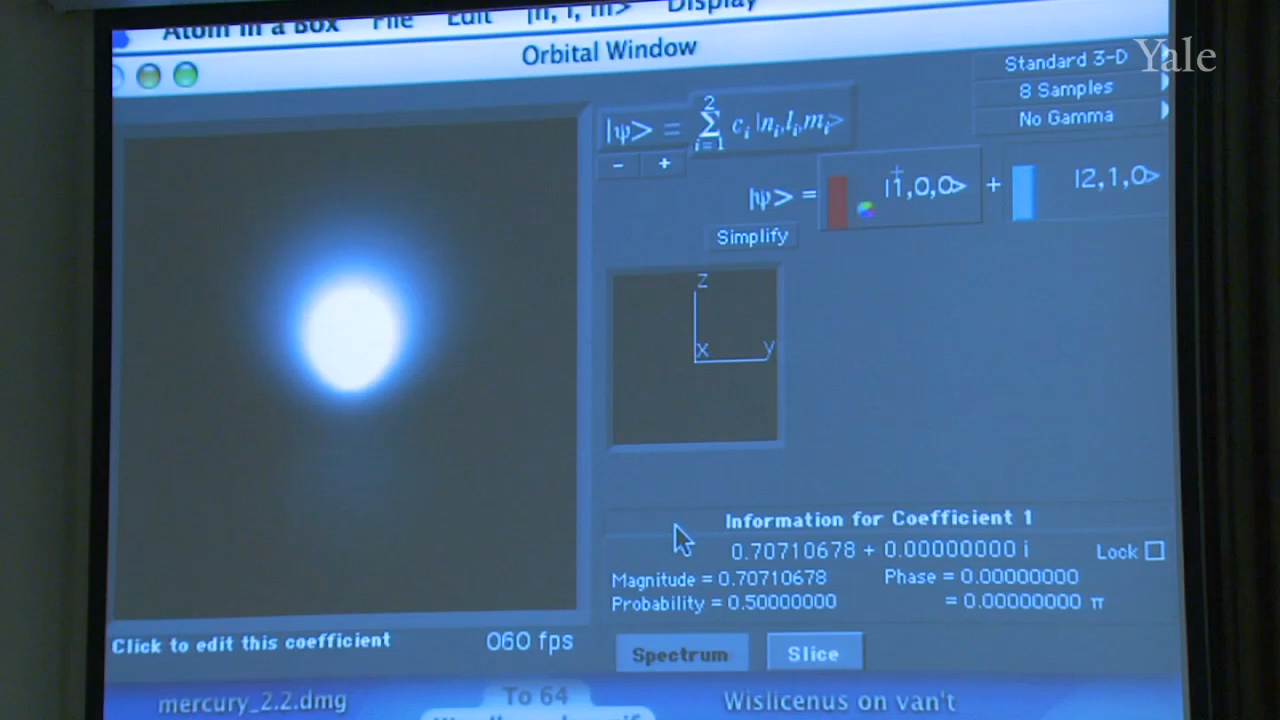 Atom in a Box File Edit |n, l, m> Display
Orbital Window
Yale
Standard 3-D
8 Samples
No Gamma
|ψ> = 2 Σ i=1 c_i |n_i,l_i,m_i>
- +
|ψ> = |1,0,0> + |2,1,0>
Simplify
z
x y
Information for Coefficient 1
0.70710678 + 0.00000000 i Lock
Magnitude = 0.70710678 Phase = 0.00000000
Probability = 0.50000000 = 0.00000000 π
Click to edit this coefficient 060 fps
Spectrum Slice
mercury_2.2.dmg To 64 Wislicenus on van't